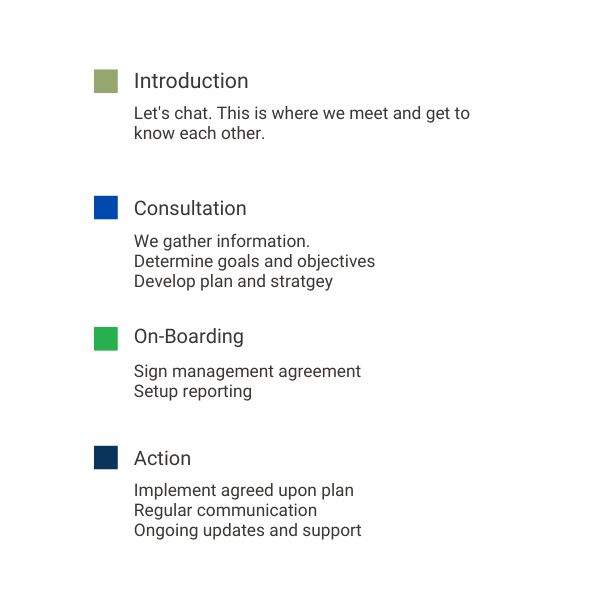 Introduction
Let's chat. This is where we meet and get to
know each other.
Consultation
We gather information.
Determine goals and objectives
Develop plan and stratgey
On-Boarding
Sign management agreement
Setup reporting
Action
Implement agreed upon plan
Regular communication
Ongoing updates and support